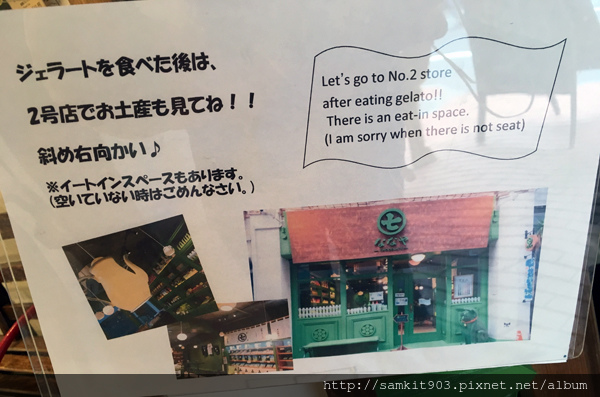 ジェラートを食べた後は、
2号店でお土産も見てね！！
斜め右向かい♪
※イートインスペースもあります。
（空いていない時はごめんなさい。）
Let's go to No.2 store
after eating gelato!!
There is an eat-in space.
(I am sorry when there is not seat)
七
ななや
http://samkit903.pixnet.net/album